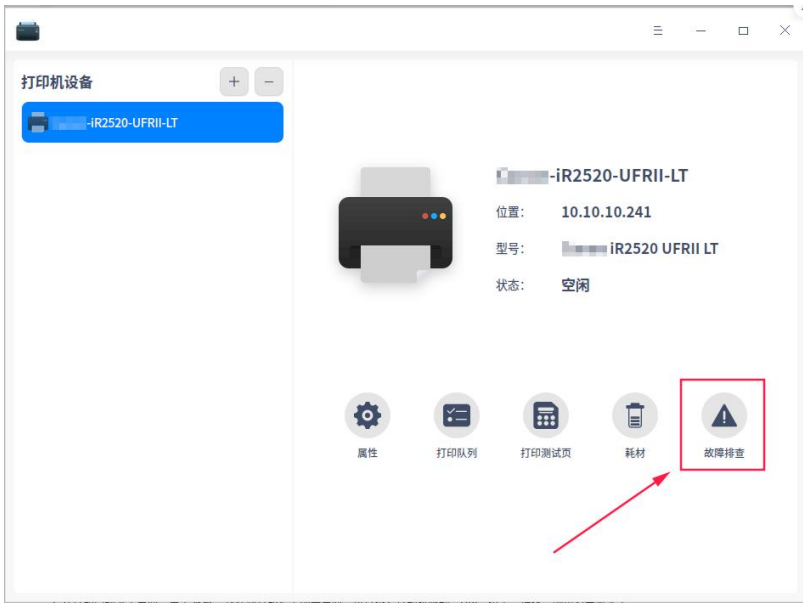 打印机设备
-iR2520-UFRII-LT
-iR2520-UFRII-LT
位置: 10.10.10.241
型号: iR2520 UFRII LT
状态: 空闲
属性 打印队列 打印测试页 耗材 故障排查